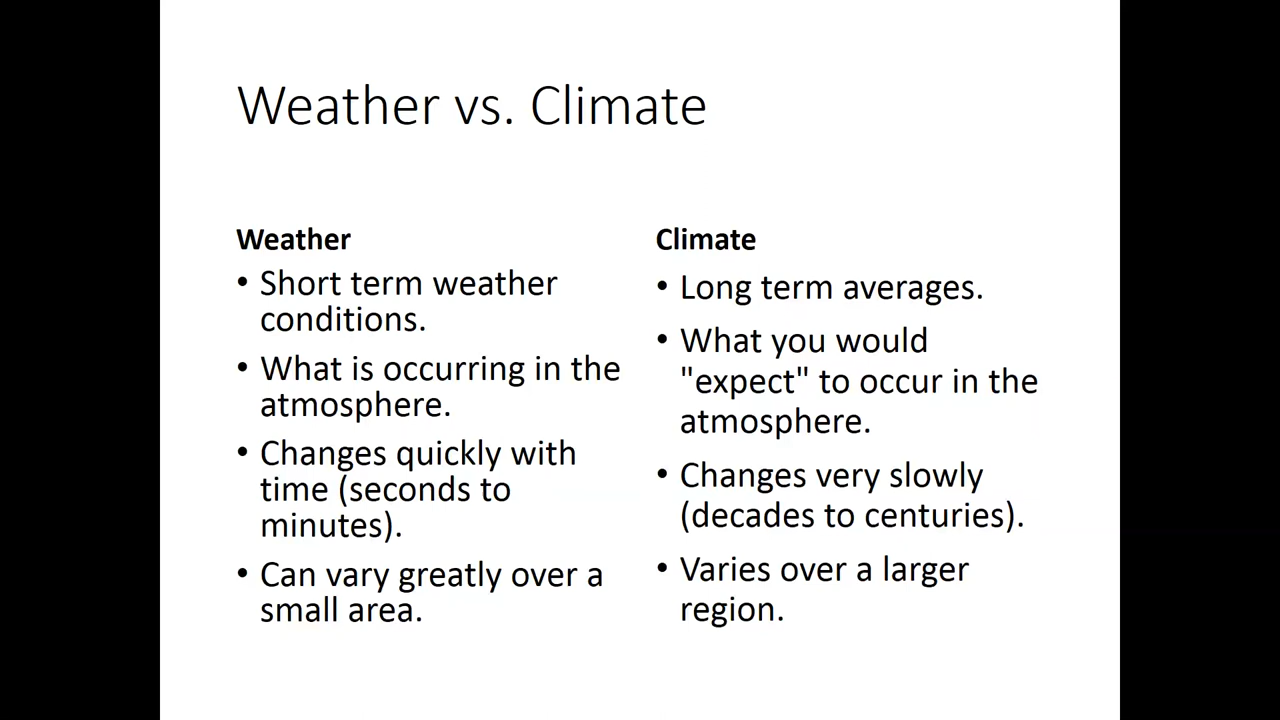 Weather vs. Climate
Weather
• Short term weather
conditions.
• What is occurring in the
atmosphere.
• Changes quickly with
time (seconds to
minutes).
• Can vary greatly over a
small area.
Climate
• Long term averages.
• What you would
"expect" to occur in the
atmosphere.
• Changes very slowly
(decades to centuries).
• Varies over a larger
region.